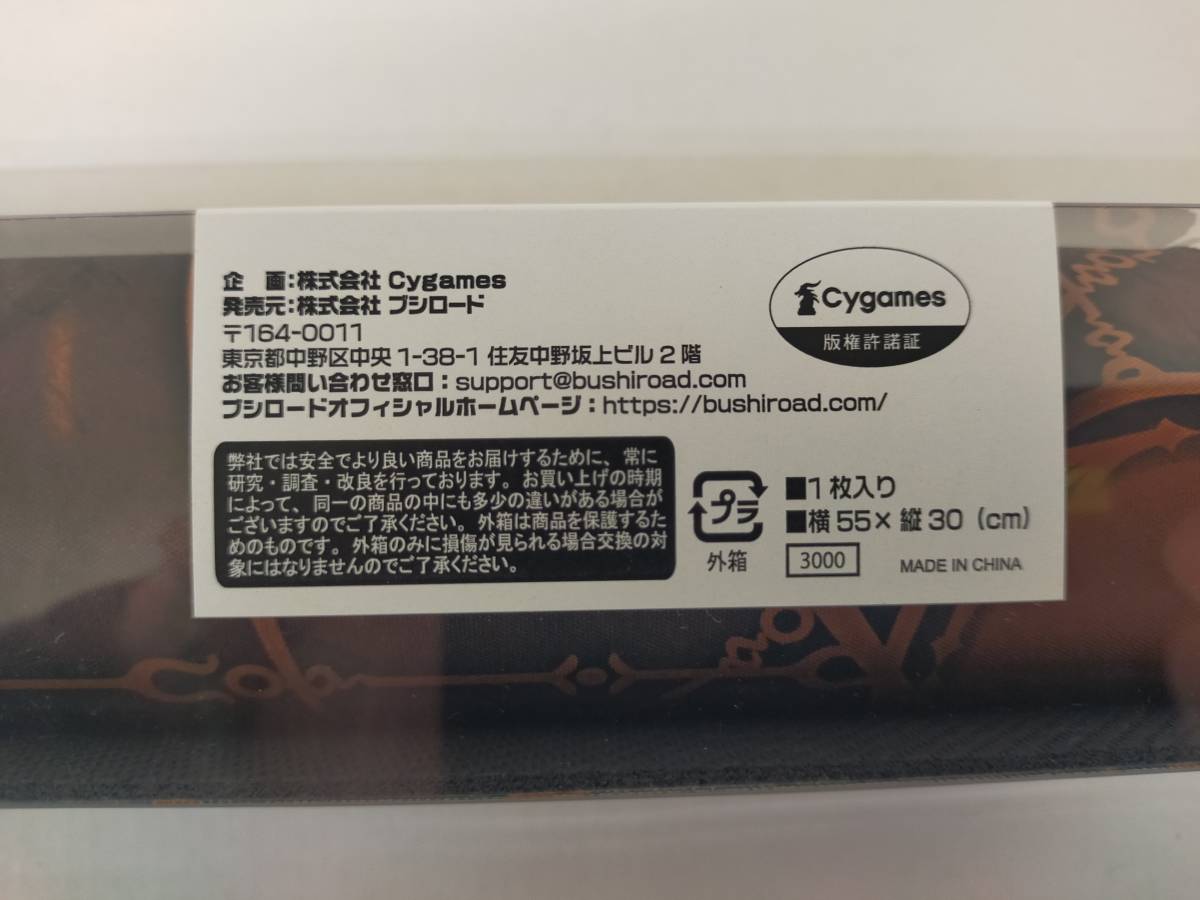 企　画：株式会社 Cygames
発売元：株式会社 ブシロード
〒164-0011
東京都中野区中央 1-38-1 住友中野坂上ビル 2 階
お客様問い合わせ窓口：support@bushiroad.com
ブシロードオフィシャルホームページ：https://bushiroad.com/
Cygames
版権許諾証
弊社では安全でより良い商品をお届けするために、常に
研究・調査・改良を行っております。お買い上げの時期
によって、同一の商品の中にも多少の違いがある場合が
ございますのでご了承ください。外箱は商品を保護するた
めのものです。外箱のみに損傷が見られる場合交換の対
象にはなりませんのでご了承ください。
プラ
外箱
■1枚入り
■横 55× 縦 30（cm）
3000
MADE IN CHINA